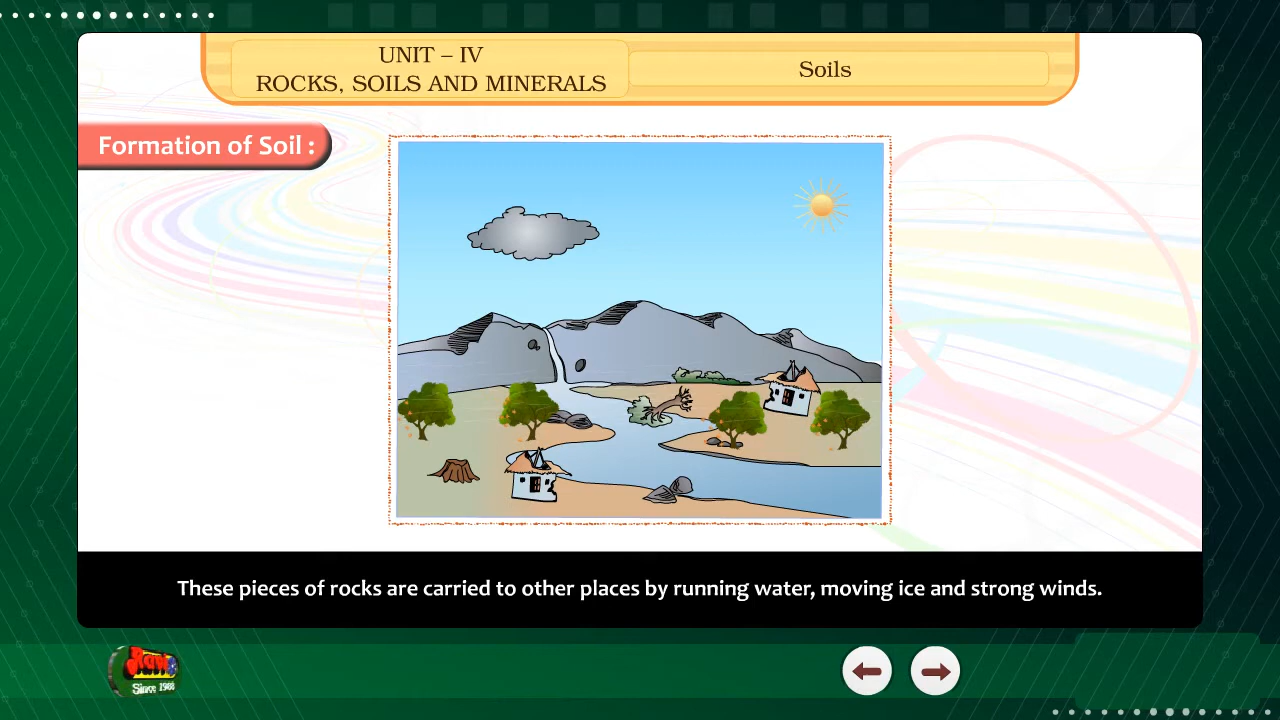 UNIT – IV
ROCKS, SOILS AND MINERALS
Soils
Formation of Soil :
These pieces of rocks are carried to other places by running water, moving ice and strong winds.
Since 1968